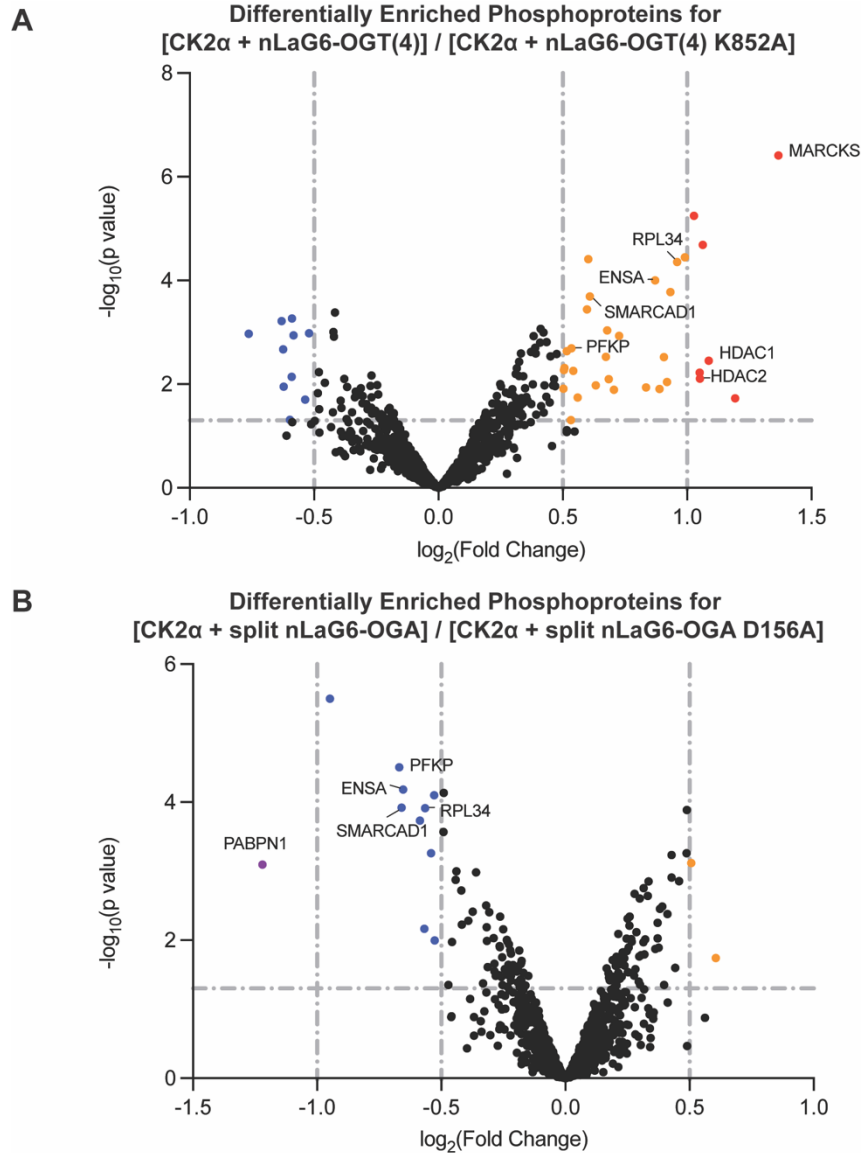 A
Differentially Enriched Phosphoproteins for
[CK2α + nLaG6-OGT(4)] / [CK2α + nLaG6-OGT(4) K852A]
8
6
4
2
0
-log10(p value)
MARCKS
RPL34
ENSA
SMARCAD1
PFKP
HDAC1
HDAC2
-1.0 -0.5 0.0 0.5 1.0 1.5
log2(Fold Change)
B
Differentially Enriched Phosphoproteins for
[CK2α + split nLaG6-OGA] / [CK2α + split nLaG6-OGA D156A]
6
4
2
0
-log10(p value)
PFKP
ENSA
RPL34
SMARCAD1
PABPN1
-1.5 -1.0 -0.5 0.0 0.5 1.0
log2(Fold Change)